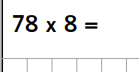 78 x 8 =